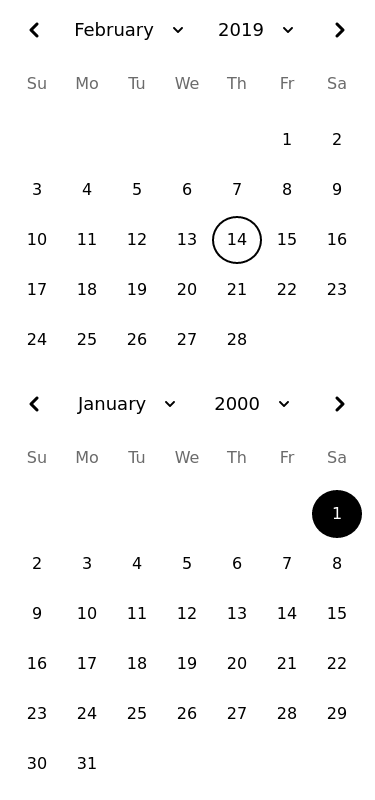 February 2019
Su Mo Tu We Th Fr Sa
1 2
3 4 5 6 7 8 9
10 11 12 13 14 15 16
17 18 19 20 21 22 23
24 25 26 27 28
January 2000
Su Mo Tu We Th Fr Sa
1
2 3 4 5 6 7 8
9 10 11 12 13 14 15
16 17 18 19 20 21 22
23 24 25 26 27 28 29
30 31